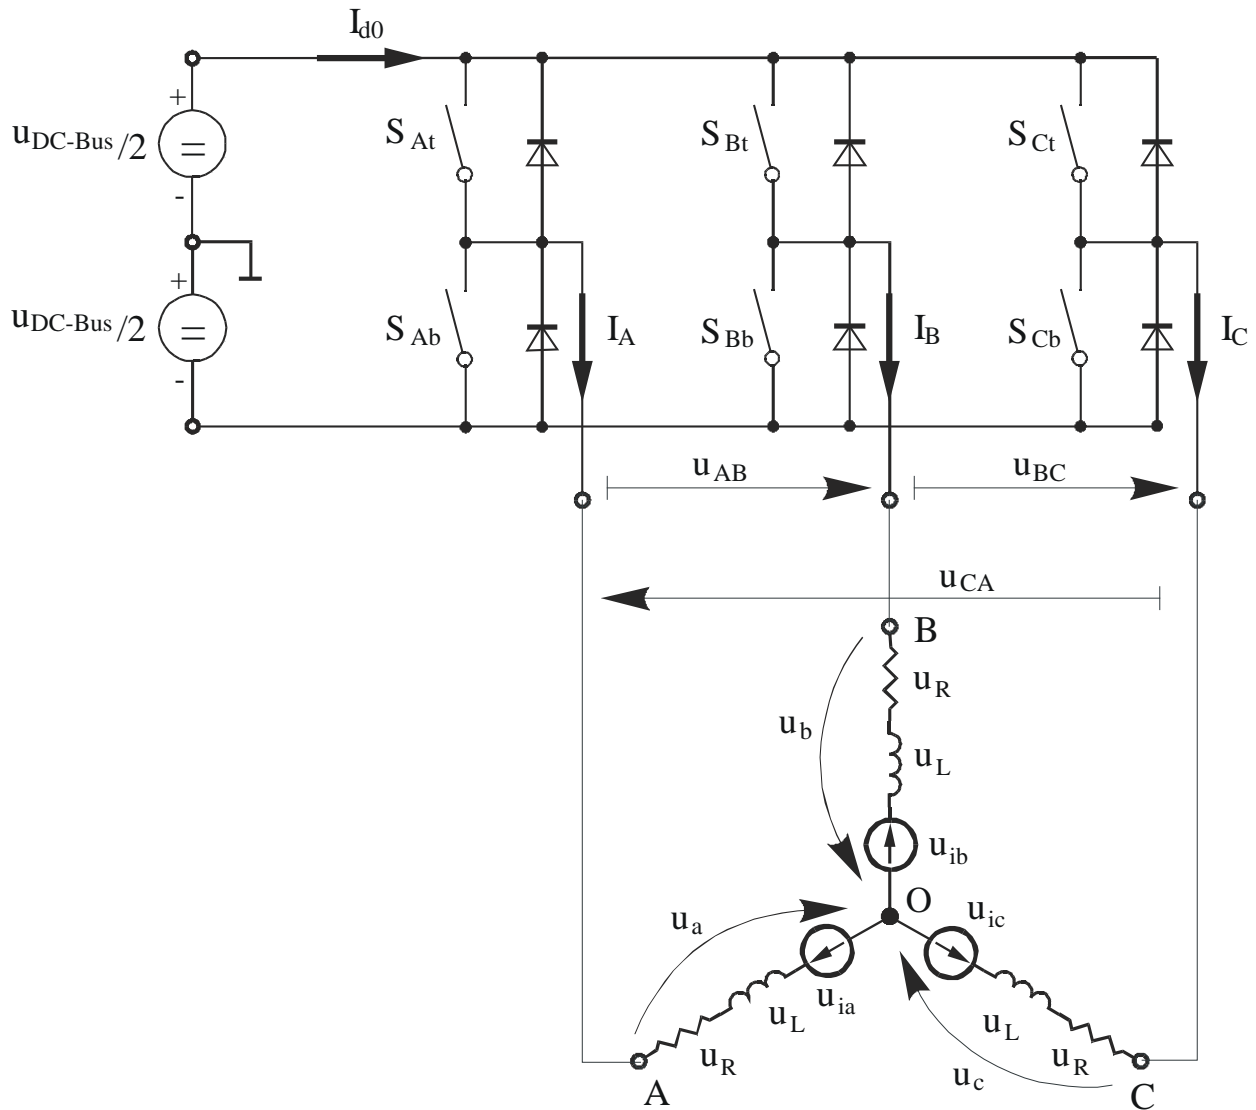 I_d0
+
u_DC-Bus/2
=
-
S_At
S_Bt
S_Ct
+
u_DC-Bus/2
=
-
S_Ab
I_A
S_Bb
I_B
S_Cb
I_C
u_AB
u_BC
u_CA
B
u_R
u_b
u_L
u_ib
O
u_a
u_ic
u_ia
u_L
u_L
u_R
u_R
u_c
A
C